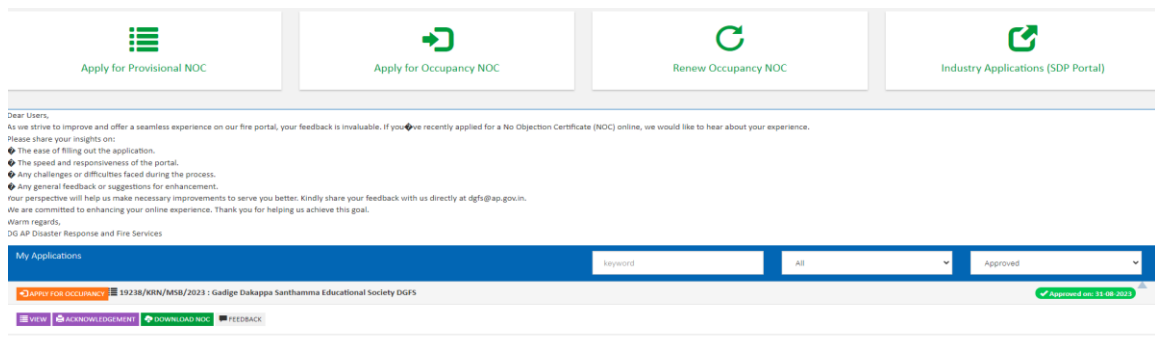 Apply for Provisional NOC
Apply for Occupancy NOC
Renew Occupancy NOC
Industry Applications (SDP Portal)
Dear Users,
As we strive to improve and offer a seamless experience on our fire portal, your feedback is invaluable. If you�ve recently applied for a No Objection Certificate (NOC) online, we would like to hear about your experience.
Please share your insights on:
� The ease of filling out the application.
� The speed and responsiveness of the portal.
� Any challenges or difficulties faced during the process.
� Any general feedback or suggestions for enhancement.
Your perspective will help us make necessary improvements to serve you better. Kindly share your feedback with us directly at dgfs@ap.gov.in.
We are committed to enhancing your online experience. Thank you for helping us achieve this goal.
Warm regards,
DG AP Disaster Response and Fire Services
My Applications
keyword
All
Approved
APPLY FOR OCCUPANCY 19238/KRN/MSB/2023 : Gadige Dakappa Santhamma Educational Society DGFS
Approved on: 31-08-2023
VIEW ACKNOWLEDGEMENT DOWNLOAD NOC FEEDBACK